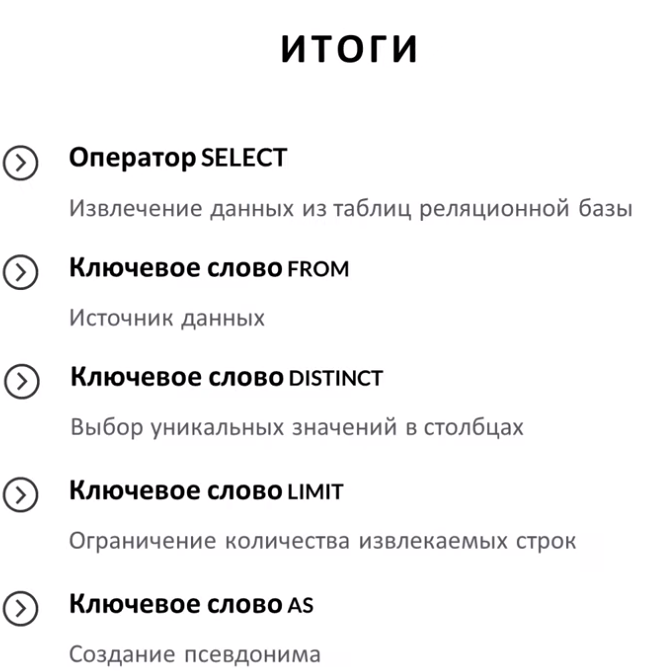 ИТОГИ
Оператор SELECT
Извлечение данных из таблиц реляционной базы
Ключевое слово FROM
Источник данных
Ключевое слово DISTINCT
Выбор уникальных значений в столбцах
Ключевое слово LIMIT
Ограничение количества извлекаемых строк
Ключевое слово AS
Создание псевдонима